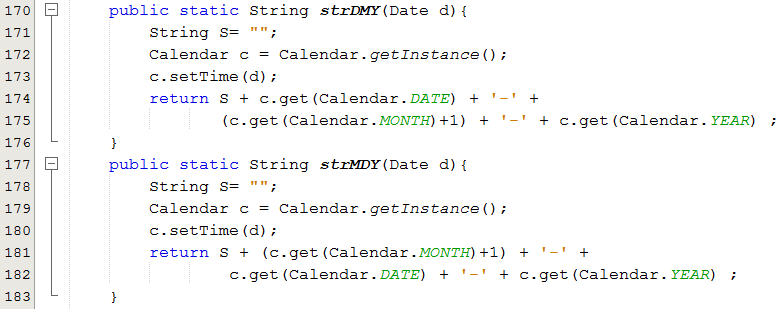 170 public static String strDMY(Date d){
171 String S= "";
172 Calendar c = Calendar.getInstance();
173 c.setTime(d);
174 return S + c.get(Calendar.DATE) + '-' +
175 (c.get(Calendar.MONTH)+1) + '-' + c.get(Calendar.YEAR) ;
176 }
177 public static String strMDY(Date d){
178 String S= "";
179 Calendar c = Calendar.getInstance();
180 c.setTime(d);
181 return S + (c.get(Calendar.MONTH)+1) + '-' +
182 c.get(Calendar.DATE) + '-' + c.get(Calendar.YEAR) ;
183 }